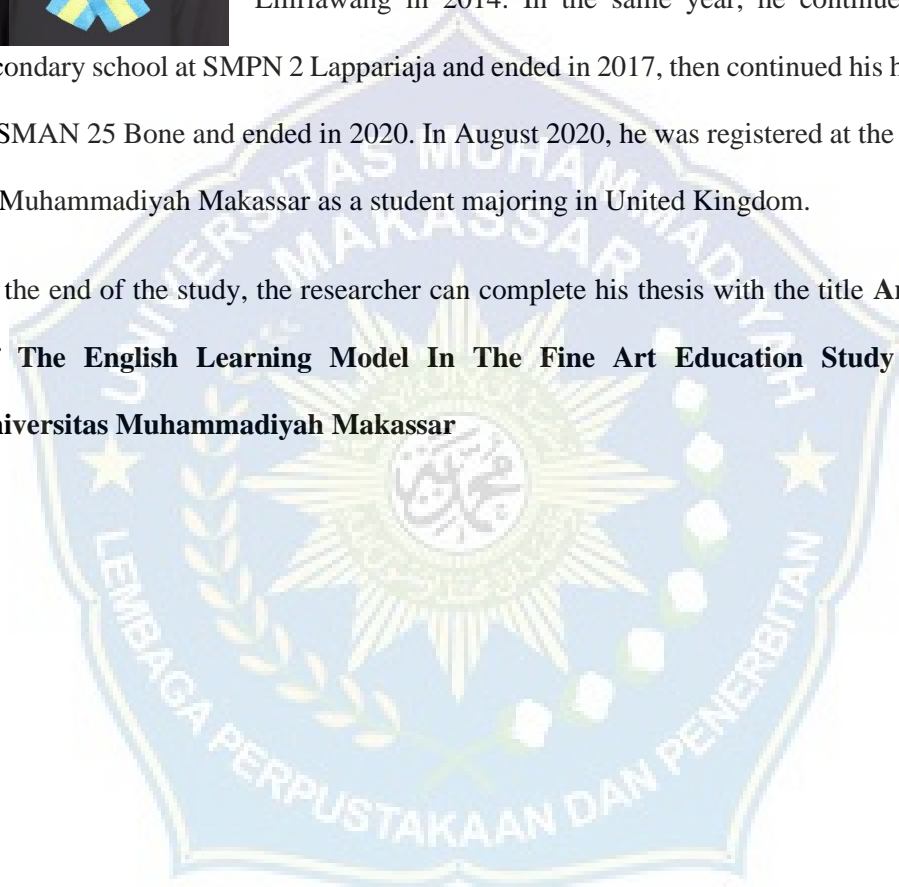 in 2014. In the same year, he continue
condary school at SMPN 2 Lappariaja and ended in 2017, then continued his h
SMAN 25 Bone and ended in 2020. In August 2020, he was registered at the
Muhammadiyah Makassar as a student majoring in United Kingdom.
the end of the study, the researcher can complete his thesis with the title
The English Learning Model In The Fine Art Education Study
niversitas Muhammadiyah Makassar
UNIVERSITAS MUHAMMADIYAH
MAKASSAR
LEMBAGA PERPUSTAKAAN DAN PENERBITAN